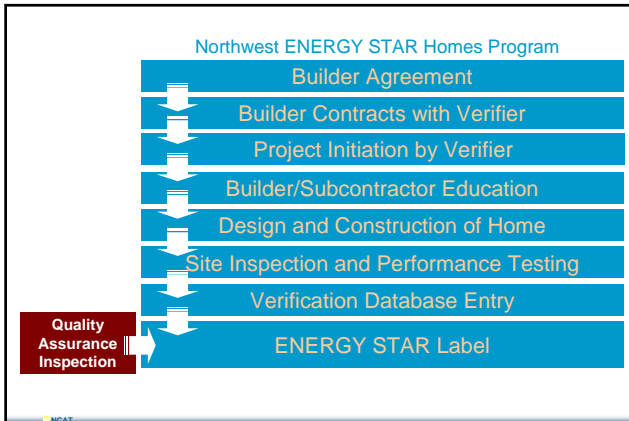 Northwest ENERGY STAR Homes Program
Builder Agreement
Builder Contracts with Verifier
Project Initiation by Verifier
Builder/Subcontractor Education
Design and Construction of Home
Site Inspection and Performance Testing
Verification Database Entry
Quality
Assurance
Inspection
ENERGY STAR Label
NCAT